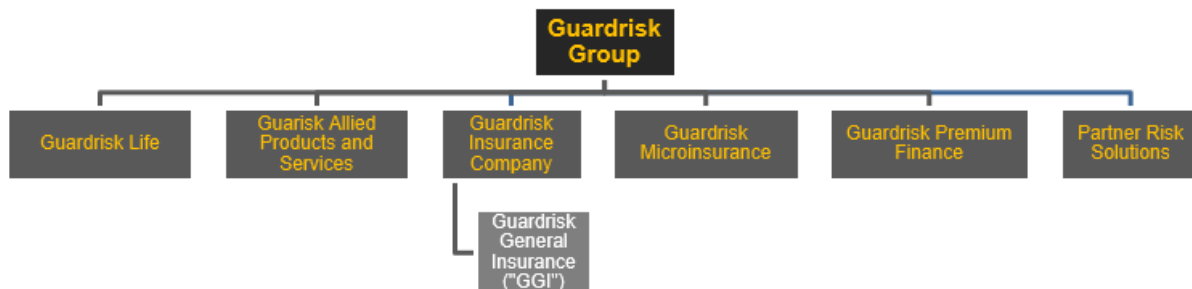 Guardrisk
Group
Guardrisk Life
Guarisk Allied
Products and
Services
Guardrisk
Insurance
Company
Guardrisk
Microinsurance
Guardrisk Premium
Finance
Partner Risk
Solutions
Guardrisk
General
Insurance
("GGI")